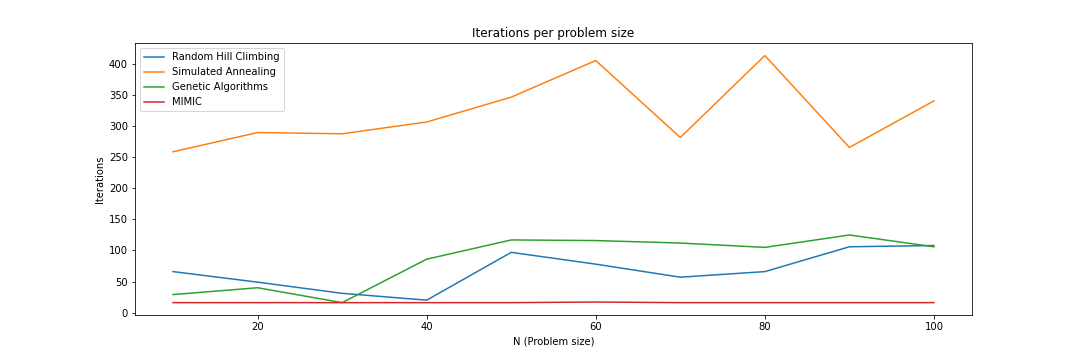 Iterations per problem size
Random Hill Climbing
Simulated Annealing
Genetic Algorithms
MIMIC
400
350
300
250
200
150
100
50
0
Iterations
20 40 60 80 100
N (Problem size)